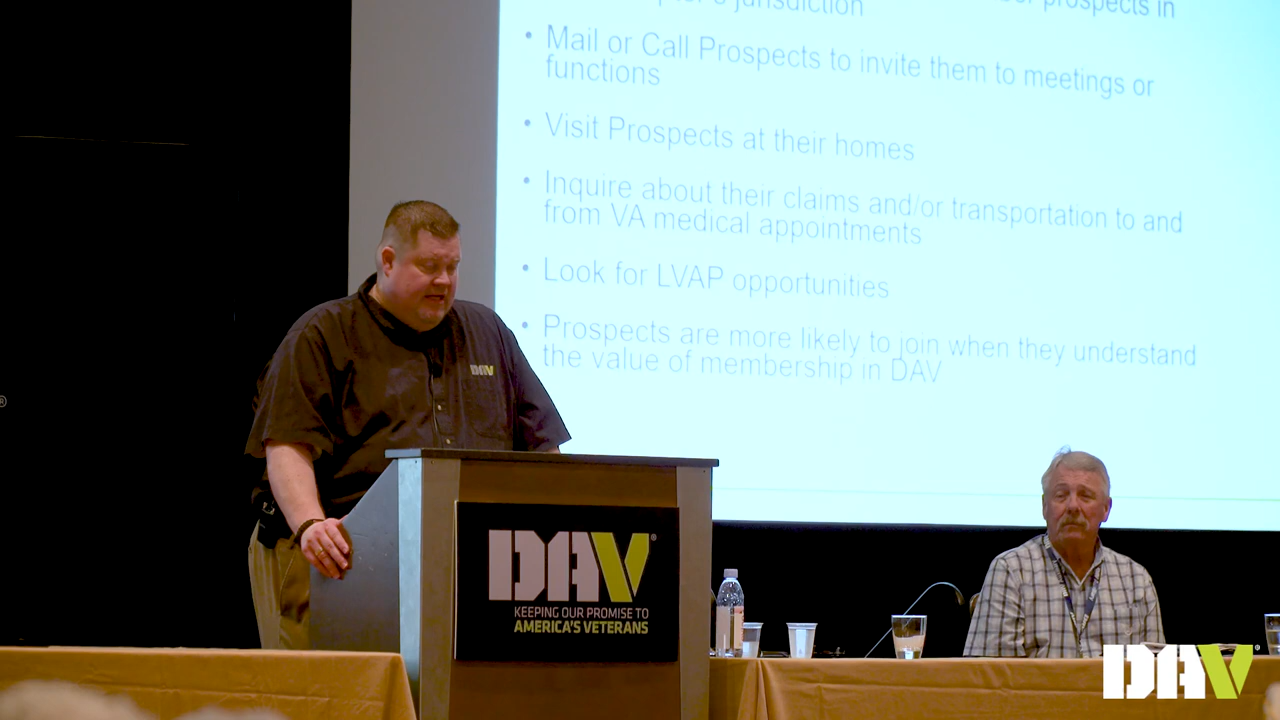 prospects in
jurisdiction
• Mail or Call Prospects to invite them to meetings or
functions
• Visit Prospects at their homes
• Inquire about their claims and/or transportation to and
from VA medical appointments
• Look for LVAP opportunities
• Prospects are more likely to join when they understand
the value of membership in DAV
DAV
®
DAV®
KEEPING OUR PROMISE TO
AMERICA'S VETERANS
DAV®